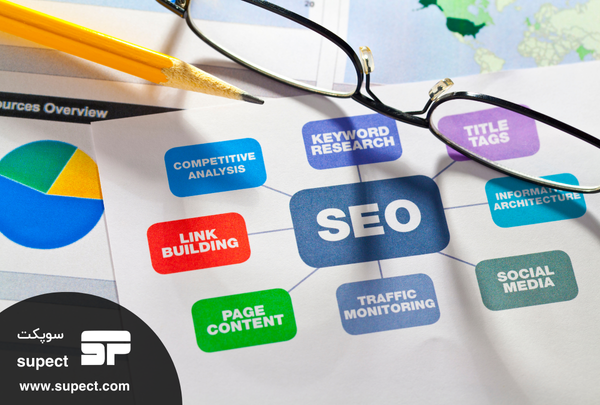 20
ources Overview
KEYWORD
RESEARCH
TITLE
TAGS
COMPETITIVE
ANALYSIS
INFORMATION
ARCHITECTURE
SEO
LINK
BUILDING
SOCIAL
MEDIA
PAGE
CONTENT
TRAFFIC
MONITORING
سوپکت
supect
SP
www.supect.com